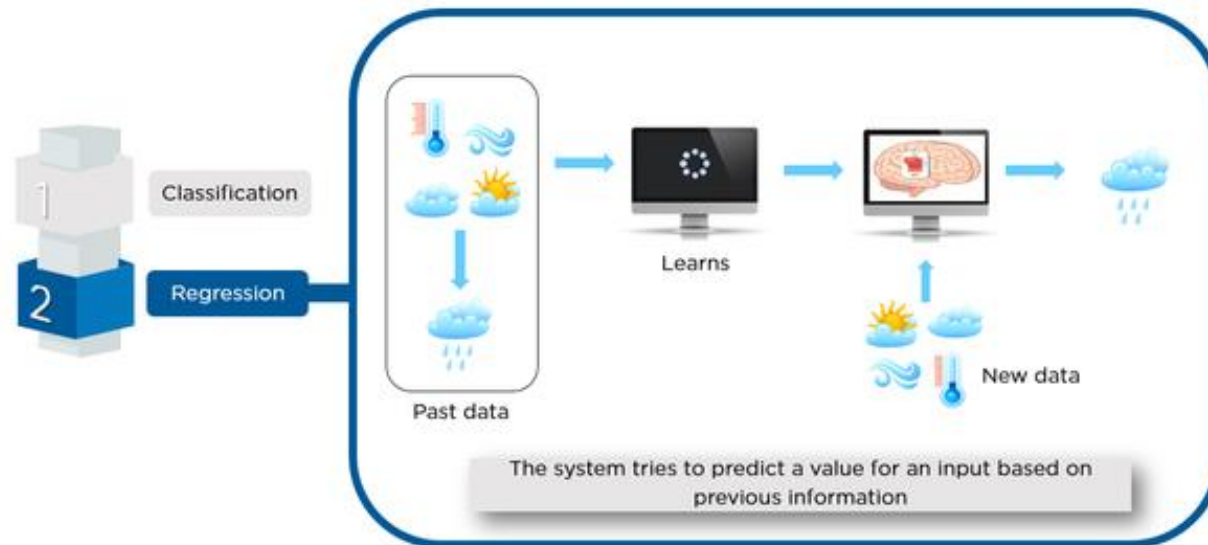 1
Classification
2
Regression
Learns
New data
Past data
The system tries to predict a value for an input based on
previous information